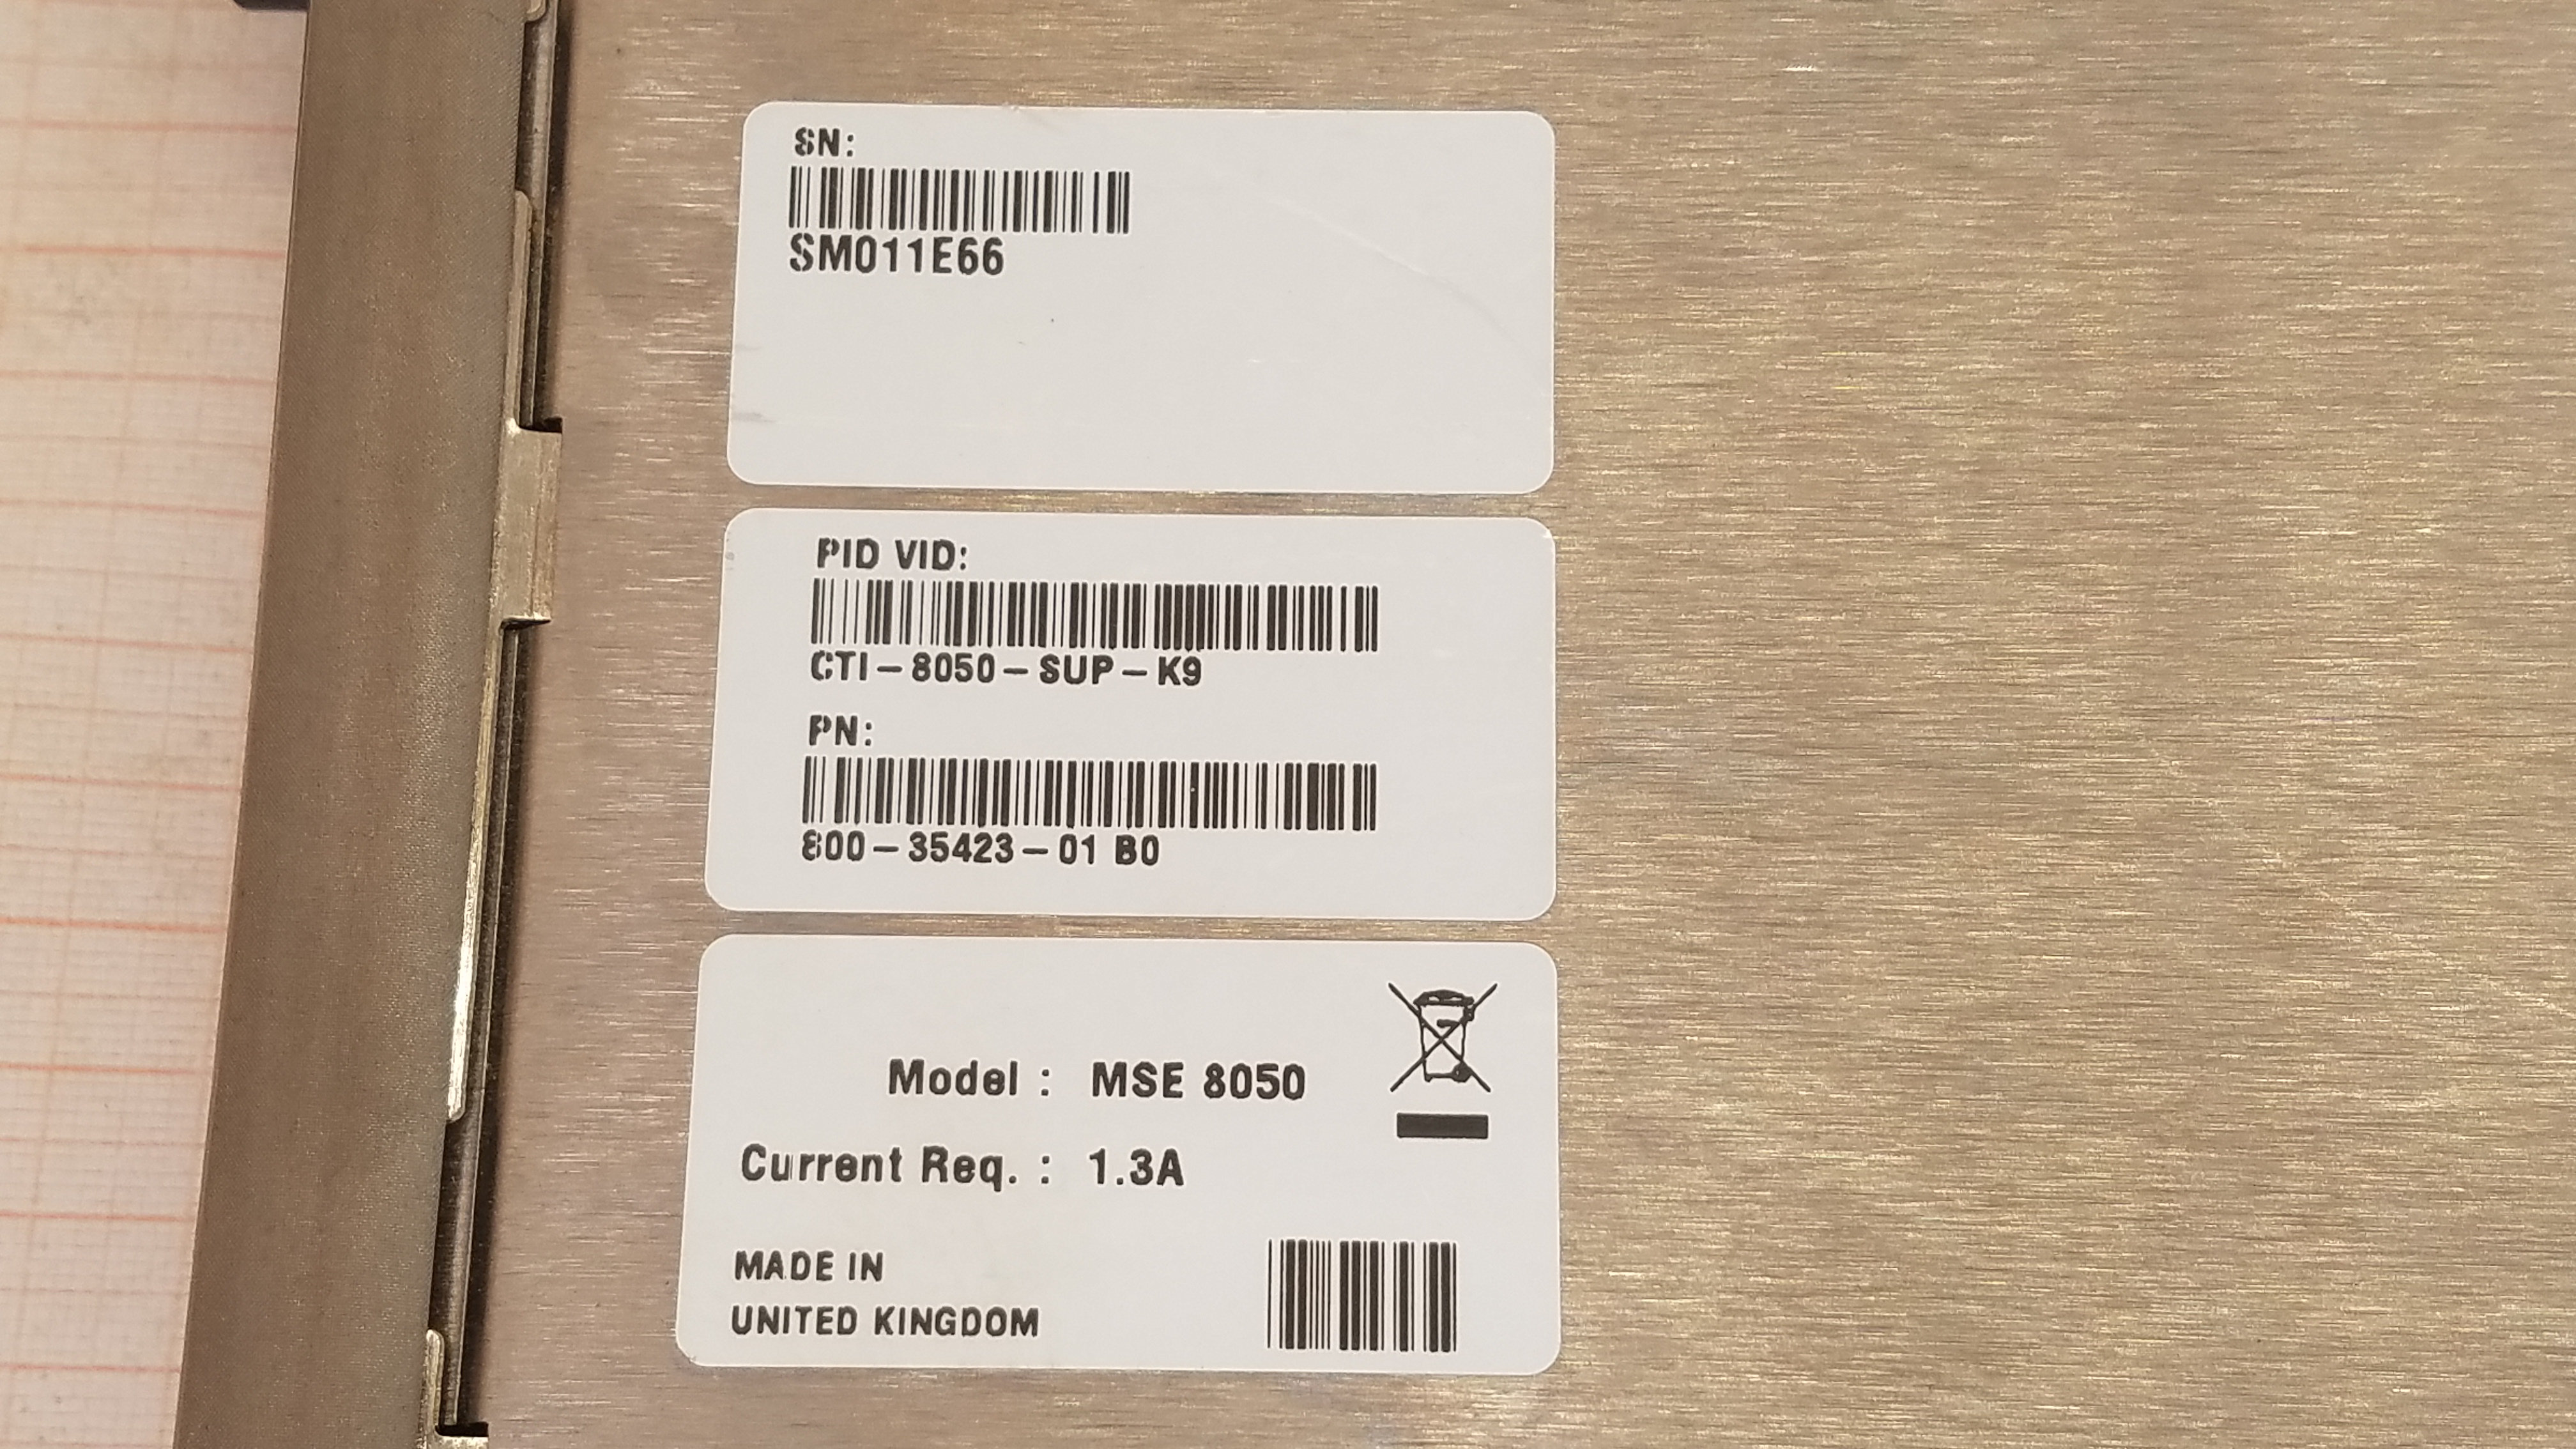 SN:
SM011E66
PID VID:
CTI-8050-SUP-K9
PN:
800-35423-01 B0
Model : MSE 8050
Current Req. : 1.3A
MADE IN
UNITED KINGDOM